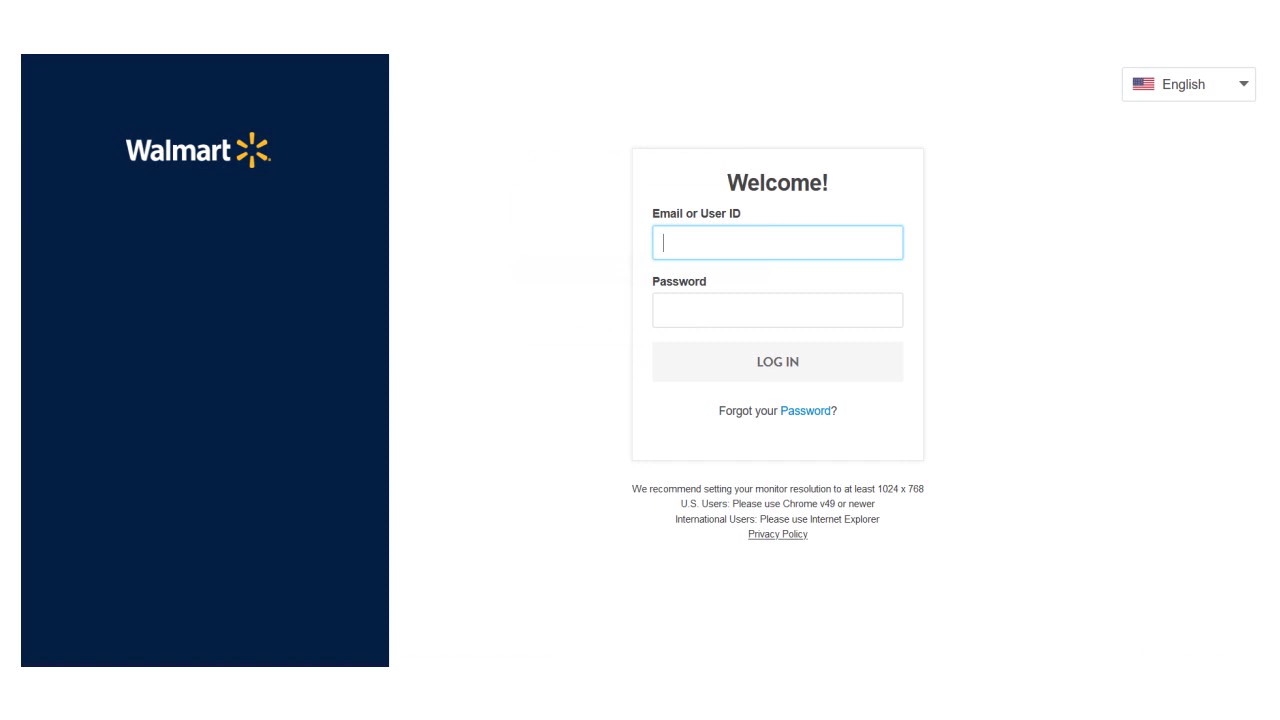 Walmart
English
Welcome!
Email or User ID
Password
LOG IN
Forgot your Password?
We recommend setting your monitor resolution to at least 1024 x 768
U.S. Users: Please use Chrome v49 or newer
International Users: Please use Internet Explorer
Privacy Policy